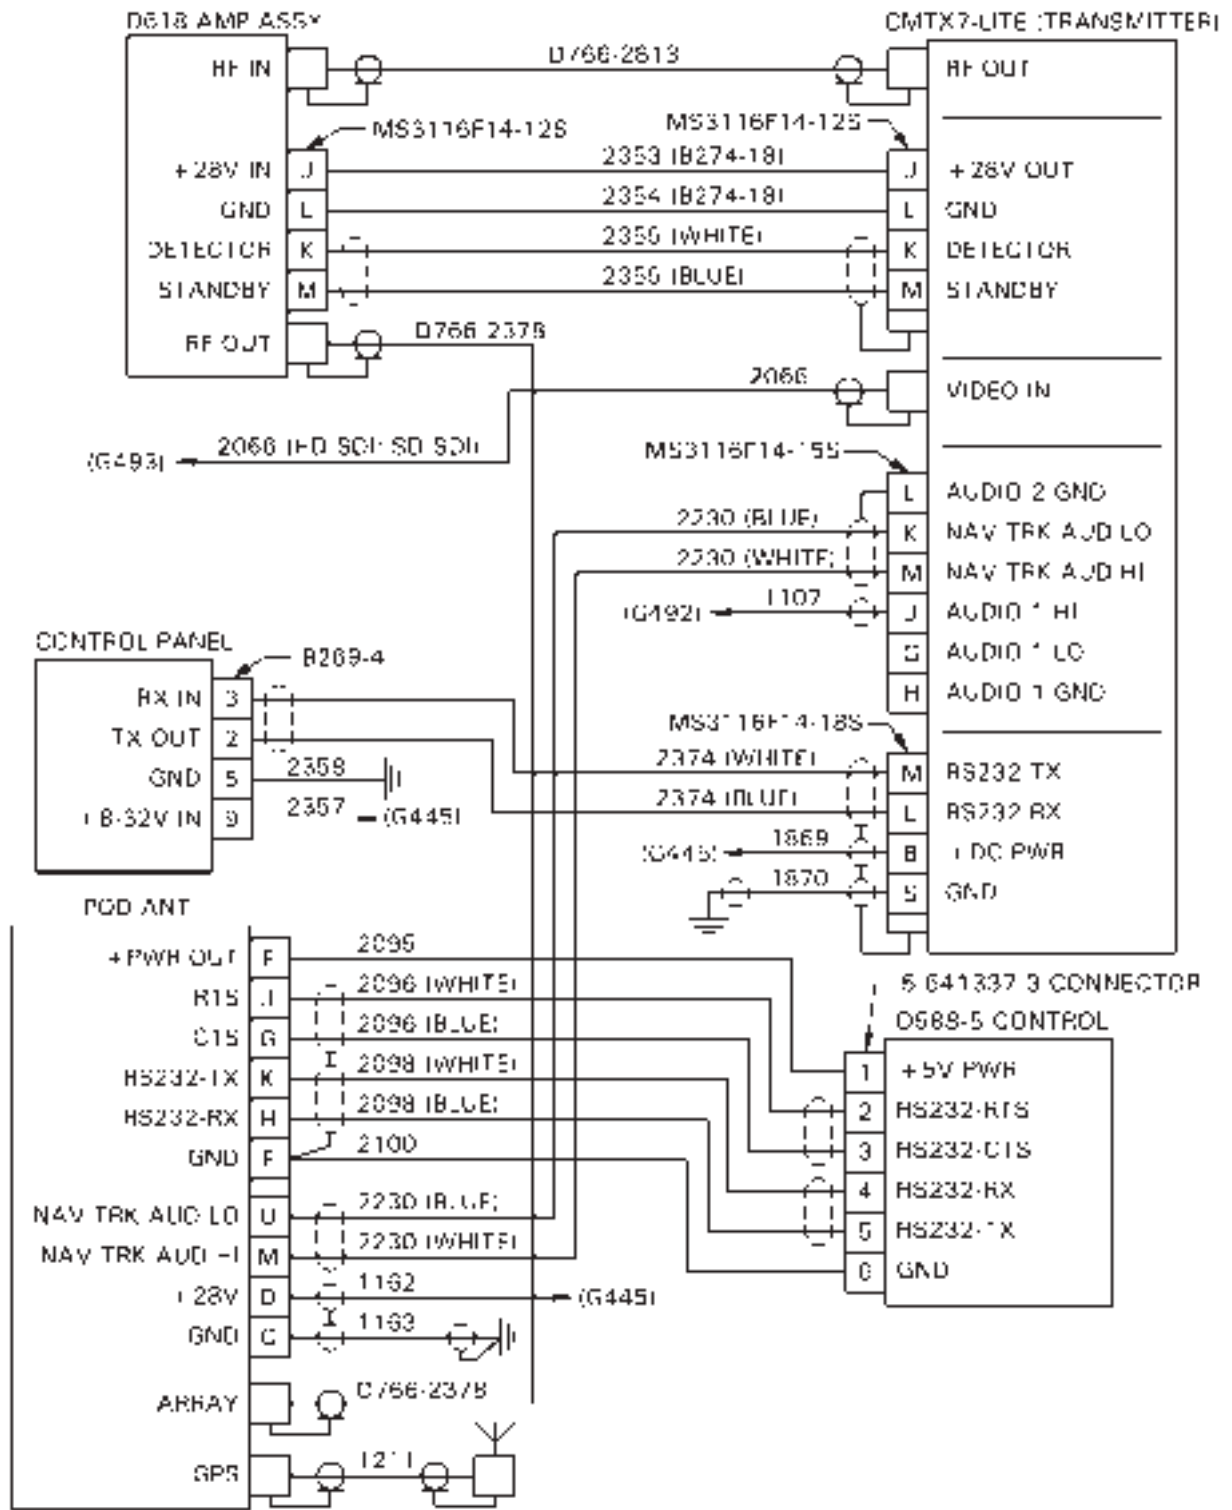 D618 AMP ASSY
CMTX7-LITE (TRANSMITTER)
RF IN
D766-2813
RF OUT
MS3116F14-12S
MS3116F14-12S
+28V IN
J
2353 (B274-18)
J
+28V OUT
GND
L
2354 (B274-18)
L
GND
DETECTOR
K
2355 (WHITE)
K
DETECTOR
STANDBY
M
2355 (BLUE)
M
STANDBY
RF OUT
D766-2378
2066
VIDEO IN
(G493)
2066 (HD SDI; SD SDI)
MS3116F14-15S
L
AUDIO 2 GND
2230 (BLUE)
K
NAV TRK AUD LO
2230 (WHITE)
M
NAV TRK AUD HI
(G492)
1107
J
AUDIO 1 HI
G
AUDIO 1 LO
H
AUDIO 1 GND
CONTROL PANEL
B269-4
RX IN
3
MS3116F14-18S
TX OUT
2
2374 (WHITE)
M
RS232 TX
GND
5
2358
2374 (BLUE)
L
RS232 RX
+8-32V IN
9
2357
(G445)
(G445)
1869
B
+DC PWR
1870
S
GND
POD ANT
+PWR OUT
2095
RTS
J
2096 (WHITE)
5-641337-3 CONNECTOR
CTS
G
2096 (BLUE)
D588-5 CONTROL
RS232-TX
K
2098 (WHITE)
1
+5V PWR
RS232-RX
H
2098 (BLUE)
2
RS232-RTS
GND
2100
3
RS232-CTS
4
RS232-RX
NAV TRK AUD LO
U
2230 (BLUE)
5
RS232-TX
NAV TRK AUD HI
M
2230 (WHITE)
6
GND
+28V
D
1162
(G445)
GND
C
1163
ARRAY
D766-2378
GPS
1211